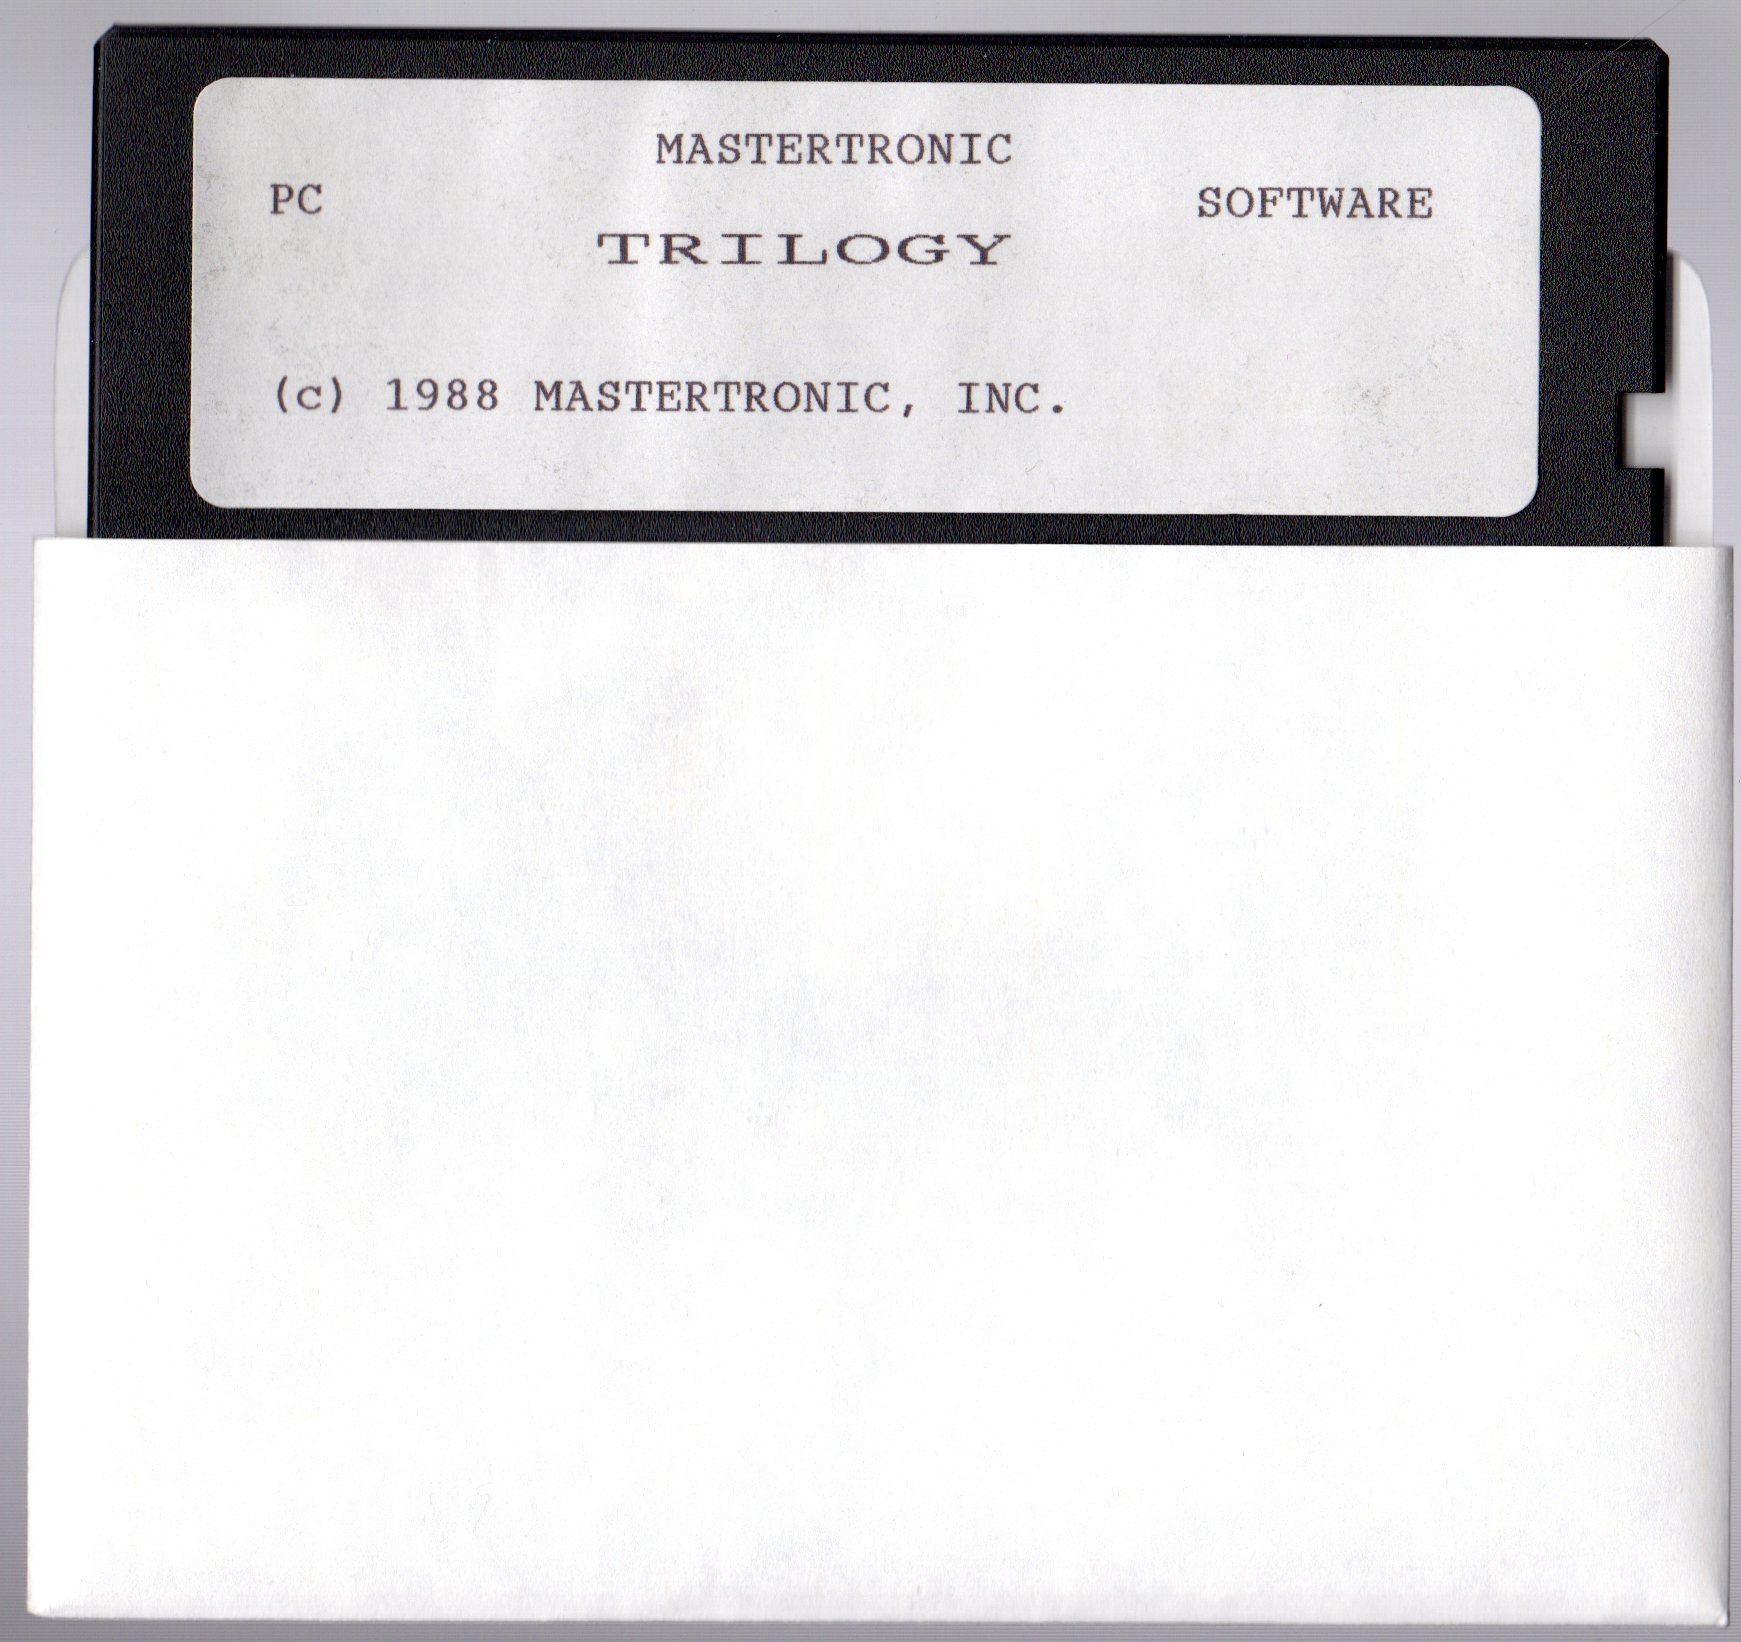 MASTERTRONIC
PC SOFTWARE
TRILOGY
(c) 1988 MASTERTRONIC, INC.